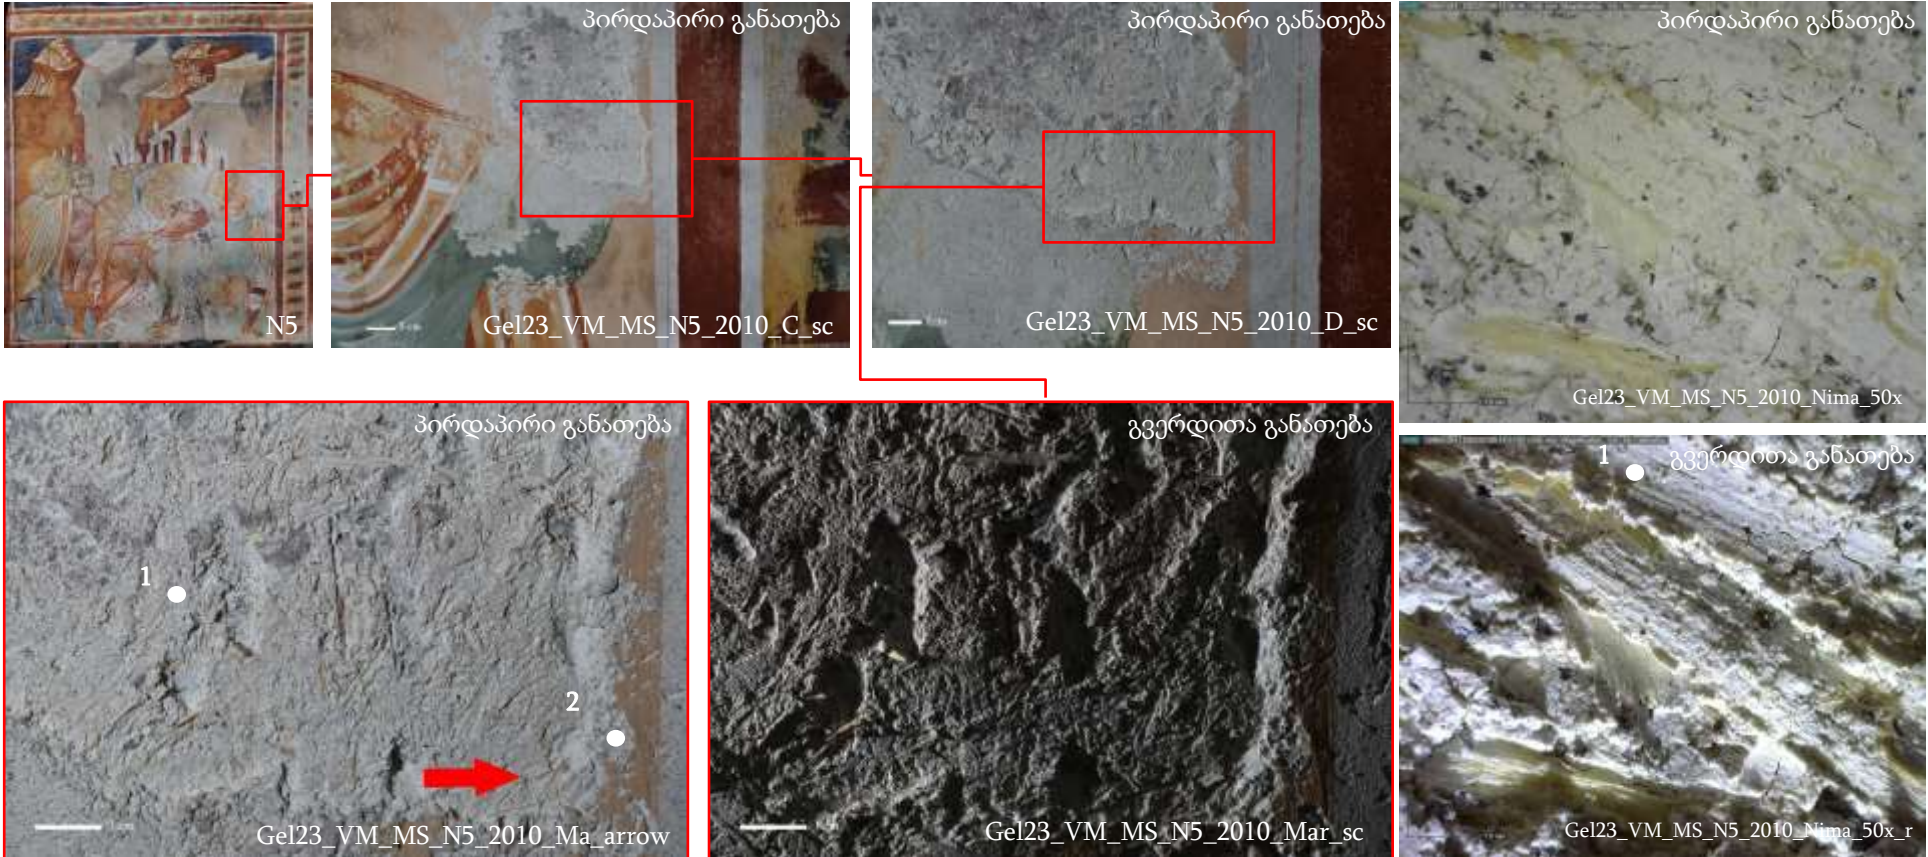 N5
პირდაპირი განათება
Gel23_VM_MS_N5_2010_C_sc
პირდაპირი განათება
Gel23_VM_MS_N5_2010_D_sc
პირდაპირი განათება
Gel23_VM_MS_N5_2010_Nima_50x
პირდაპირი განათება
1
2
Gel23_VM_MS_N5_2010_Ma_arrow
გვერდითა განათება
Gel23_VM_MS_N5_2010_Mar_sc
1
გვერდითა განათება
Gel23_VM_MS_N5_2010_Nima_50x_r